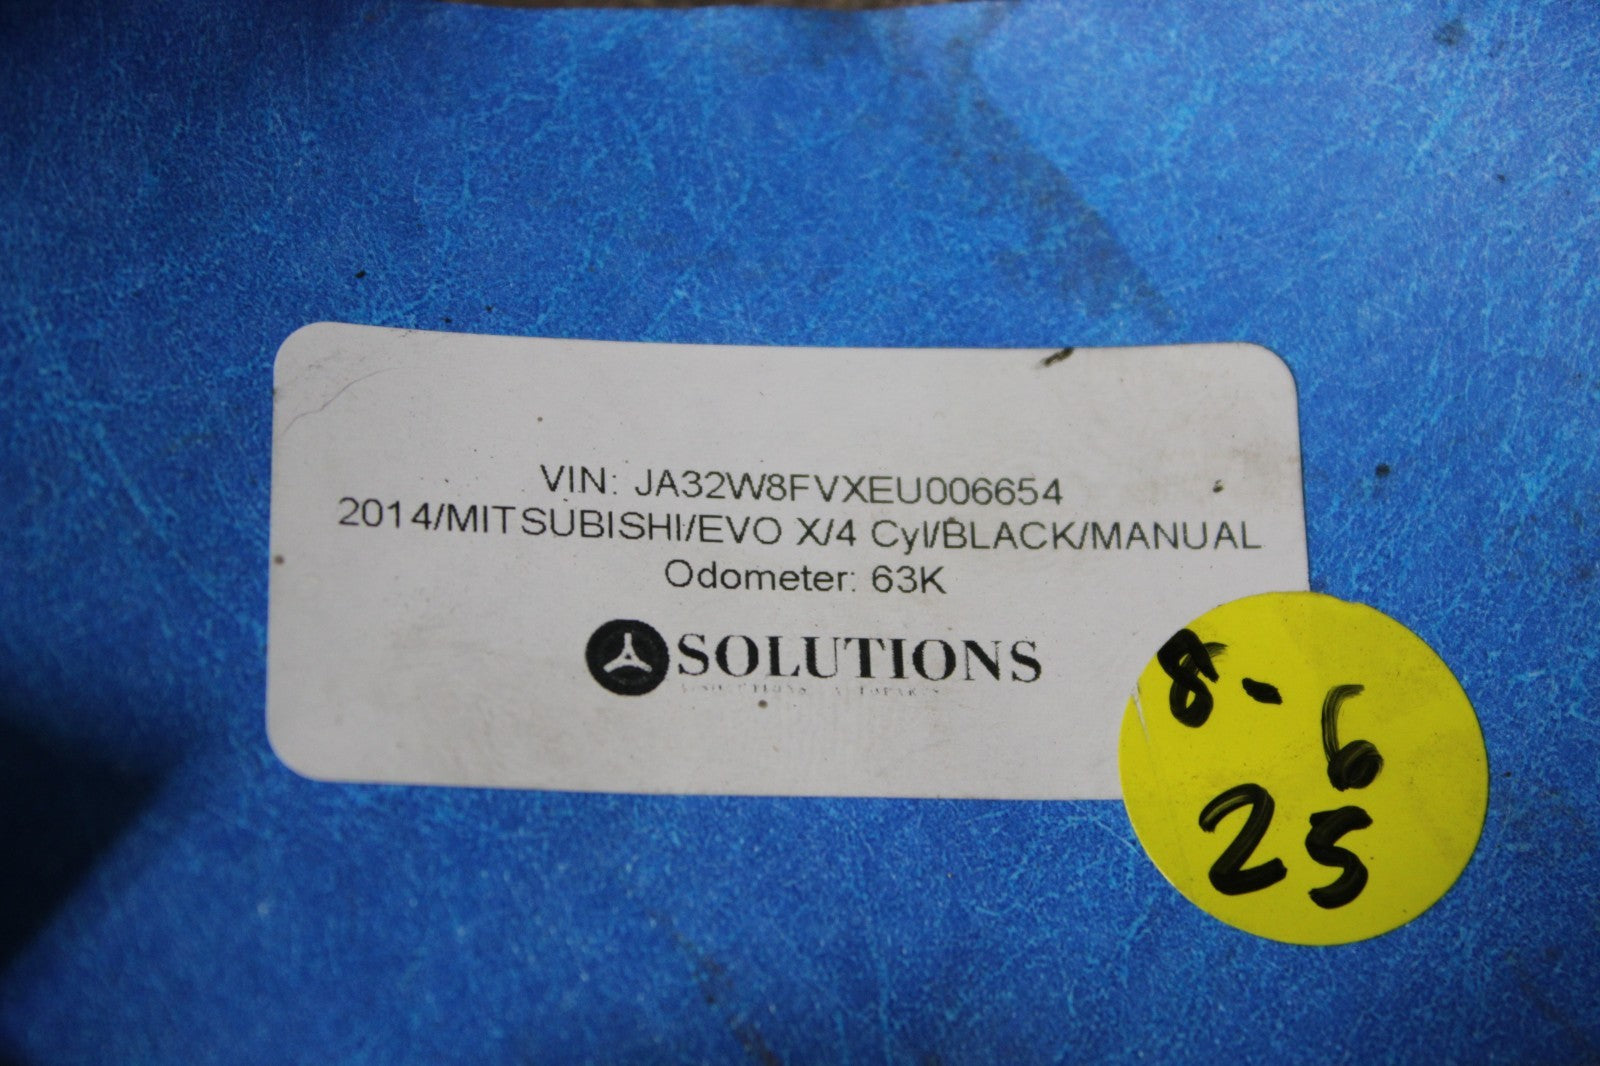 VIN: JA32W8FVXEU006654
2014/MITSUBISHI/EVO X/4 Cyl/BLACK/MANUAL
Odometer: 63K
SOLUTIONS
8-6
25